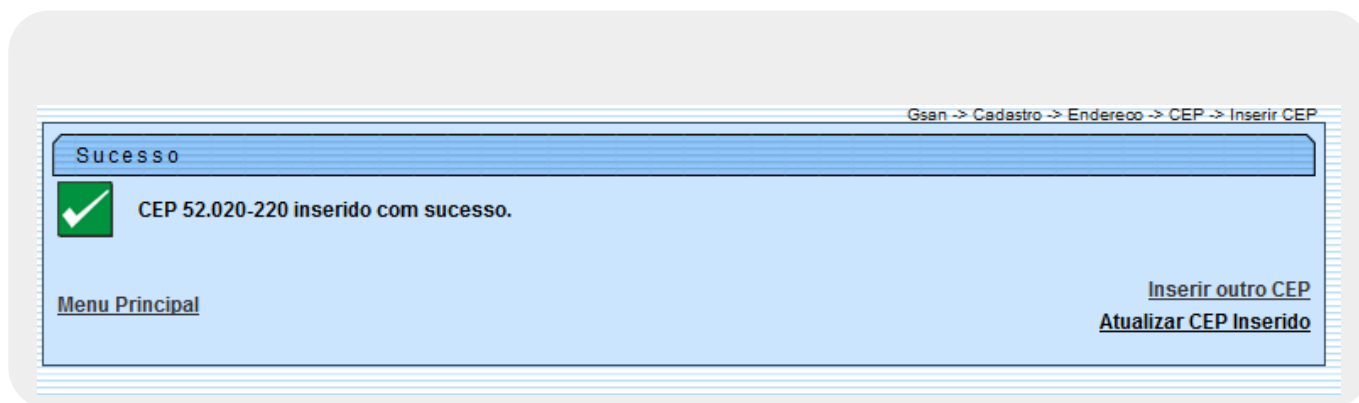 Gsan -> Cadastro -> Endereco -> CEP -> Inserir CEP
Sucesso
CEP 52.020-220 inserido com sucesso.
Inserir outro CEP
Menu Principal
Atualizar CEP Inserido